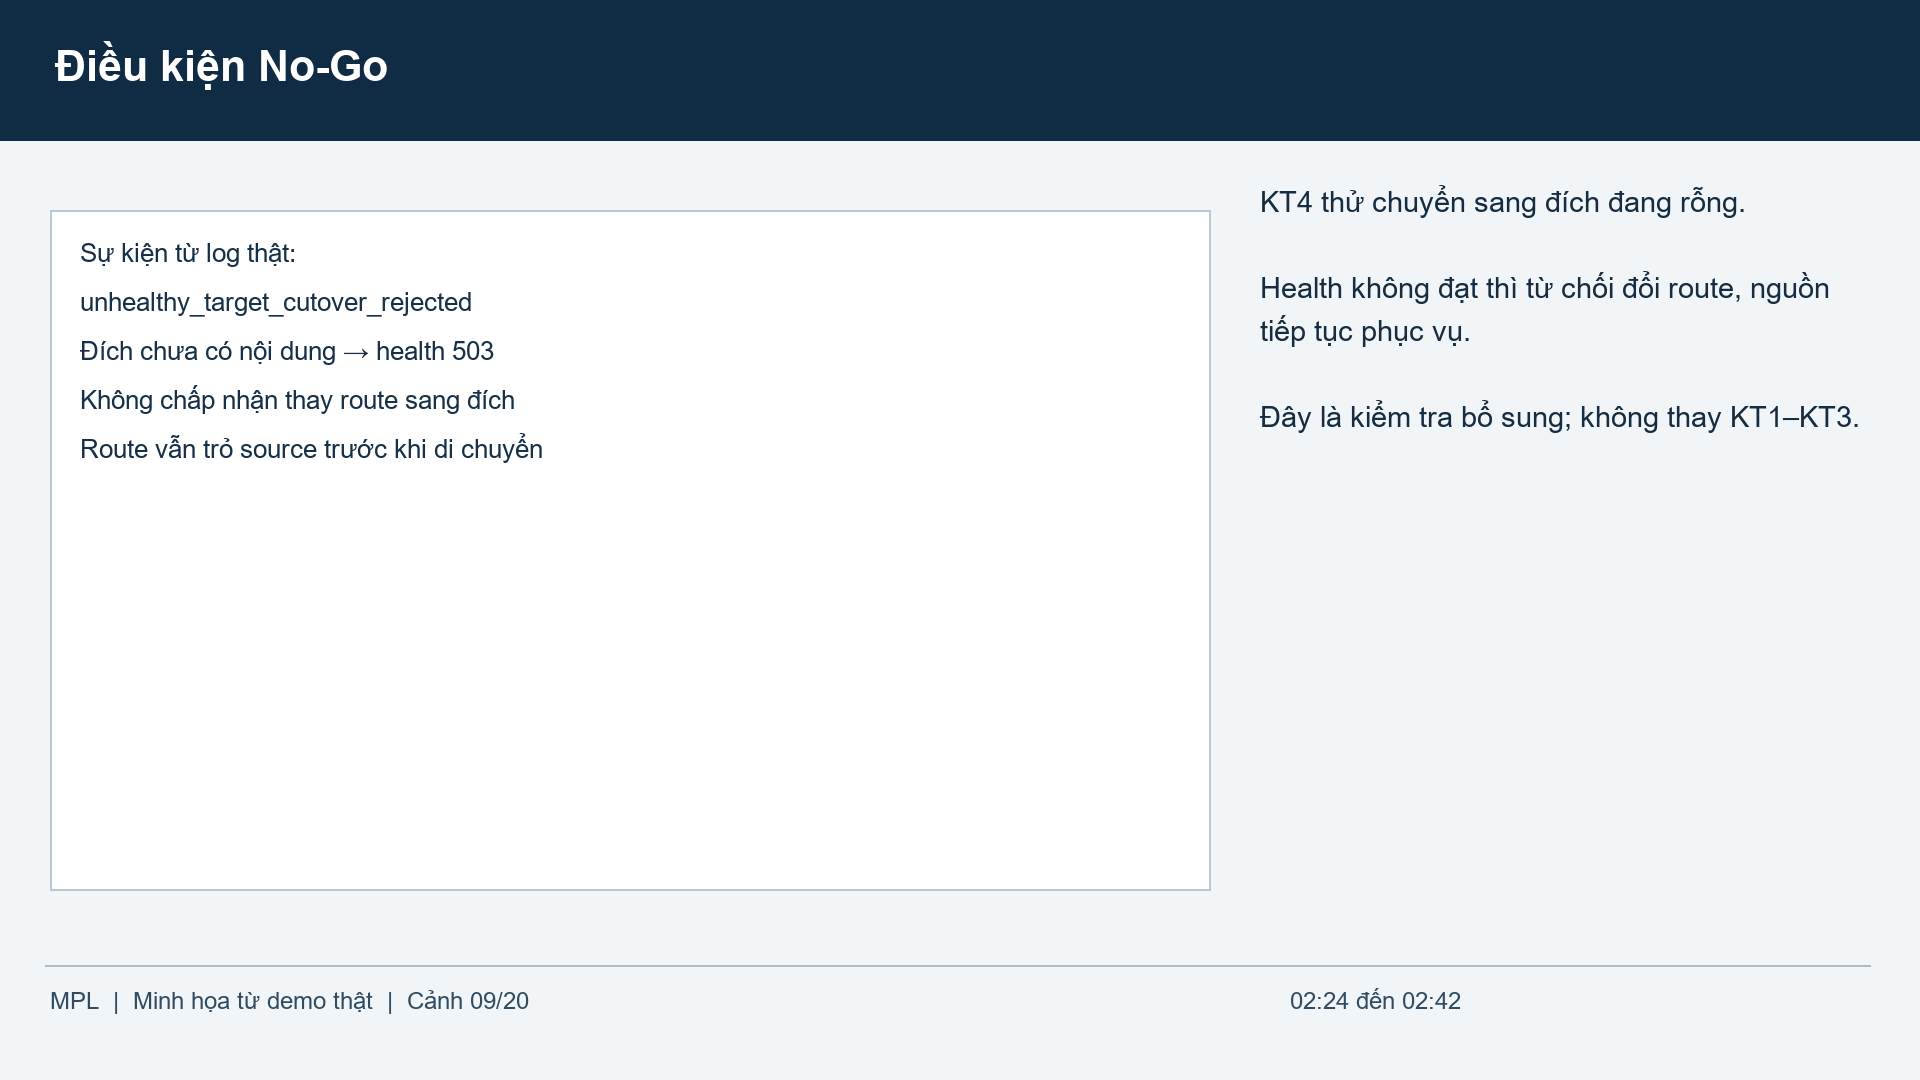 Điều kiện No-Go
Sự kiện từ log thật:
unhealthy_target_cutover_rejected
Đích chưa có nội dung → health 503
Không chấp nhận thay route sang đích
Route vẫn trỏ source trước khi di chuyển
KT4 thử chuyển sang đích đang rỗng.
Health không đạt thì từ chối đổi route, nguồn
tiếp tục phục vụ.
Đây là kiểm tra bổ sung; không thay KT1–KT3.
MPL | Minh họa từ demo thật | Cảnh 09/20
02:24 đến 02:42